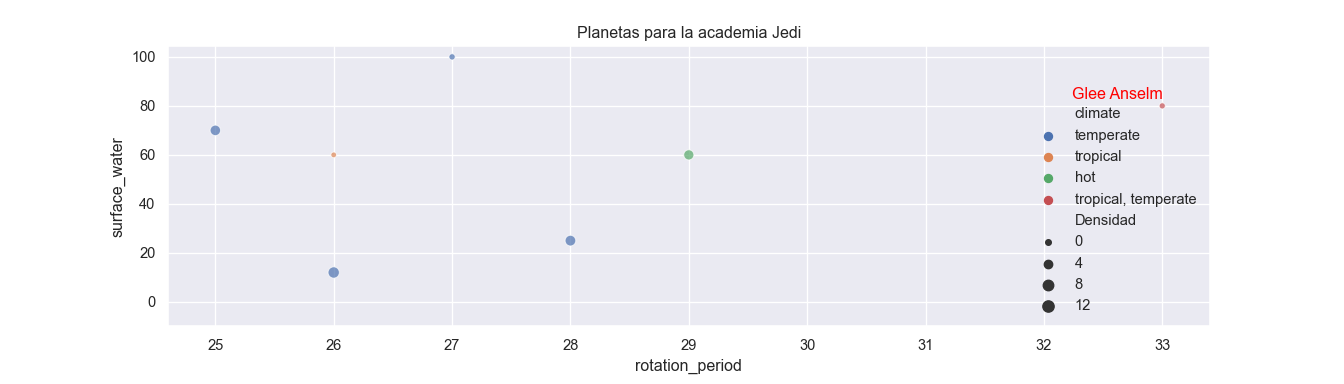 Planetas para la academia Jedi
100
80
60
40
20
0
surface_water
25 26 27 28 29 30 31 32 33
rotation_period
Glee Anselm
climate
temperate
tropical
hot
tropical, temperate
Densidad
0
4
8
12